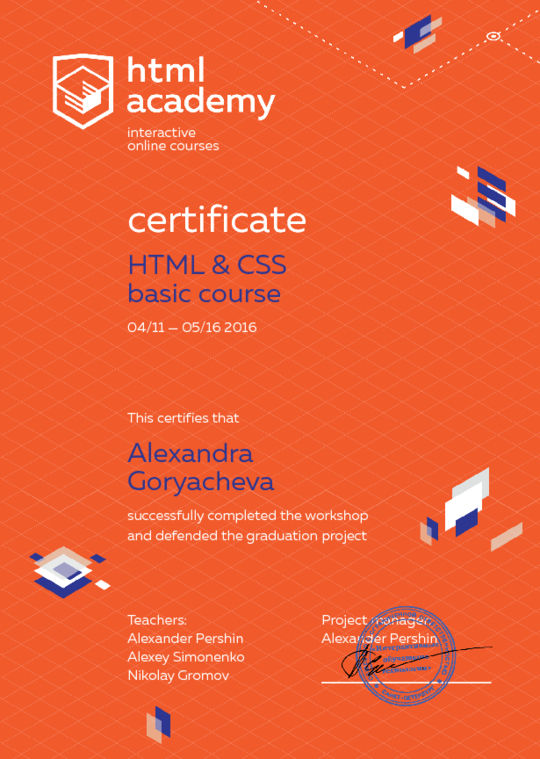 html
academy
interactive
online courses
certificate
HTML & CSS
basic course
04/11 — 05/16 2016
This certifies that
Alexandra
Goryacheva
successfully completed the workshop
and defended the graduation project
Teachers:
Alexander Pershin
Alexey Simonenko
Nikolay Gromov
Project manager:
Alexander Pershin
САНКТ-ПЕТЕРБУРГ